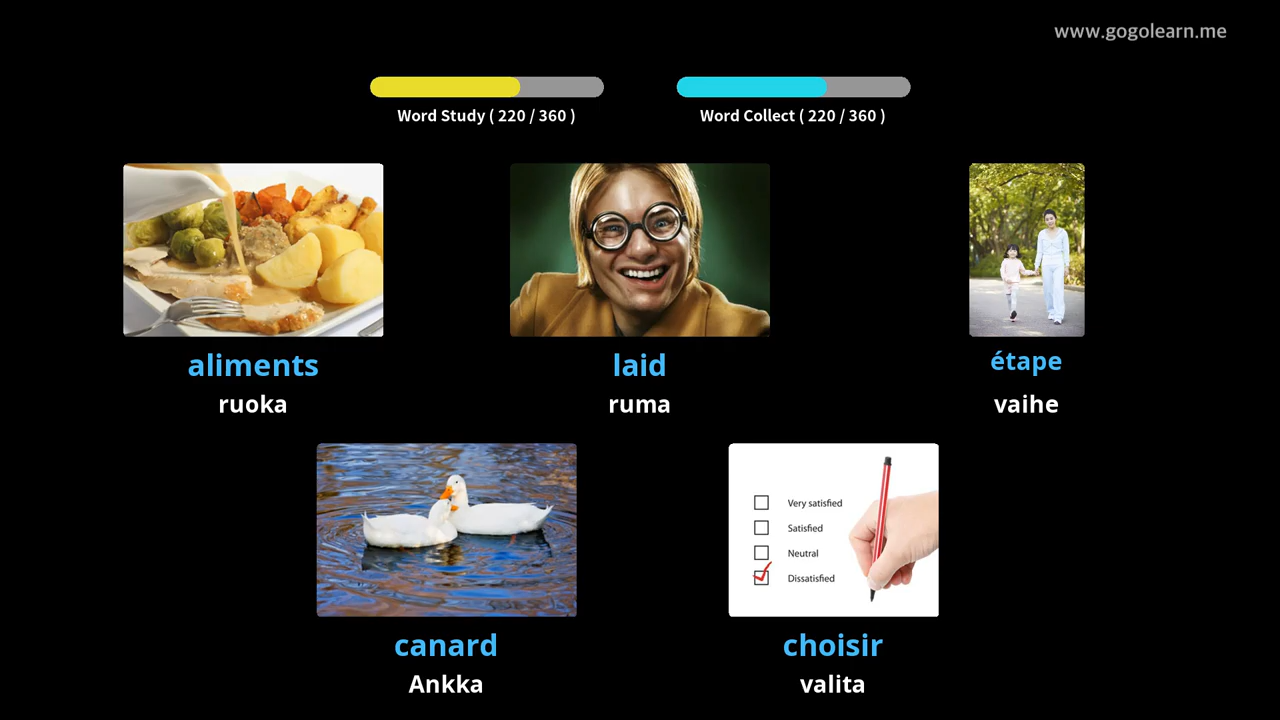 www.gogolearn.me
Word Study ( 220 / 360 )
Word Collect ( 220 / 360 )
aliments
ruoka
laid
ruma
étape
vaihe
Very satisfied
Satisfied
Neutral
Dissatisfied
canard
Ankka
choisir
valita